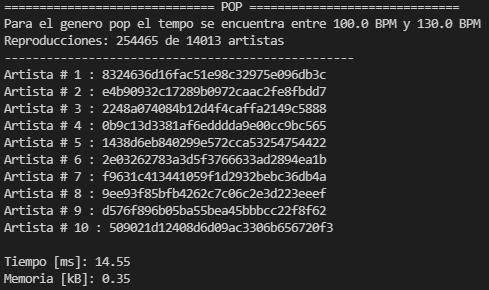 ============================== POP ==============================
Para el genero pop el tempo se encuentra entre 100.0 BPM y 130.0 BPM
Reproducciones: 254465 de 14013 artistas
--------------------------------------------------
Artista # 1 : 8324636d16fac51e98c32975e096db3c
Artista # 2 : e4b90932c17289b0972caac2fe8fbdd7
Artista # 3 : 2248a074084b12d4f4caffa2149c5888
Artista # 4 : 0b9c13d3381af6edddda9e00cc9bc565
Artista # 5 : 1438d6eb840299e572cca53254754422
Artista # 6 : 2e03262783a3d5f3766633ad2894ea1b
Artista # 7 : f9631c413441059f1d2932bebc36db4a
Artista # 8 : 9ee93f85bfb4262c7c06c2e3d223eeef
Artista # 9 : d576f896b05ba55bea45bbbcc22f8f62
Artista # 10 : 509021d12408d6d09ac3306b656720f3
Tiempo [ms]: 14.55
Memoria [kB]: 0.35